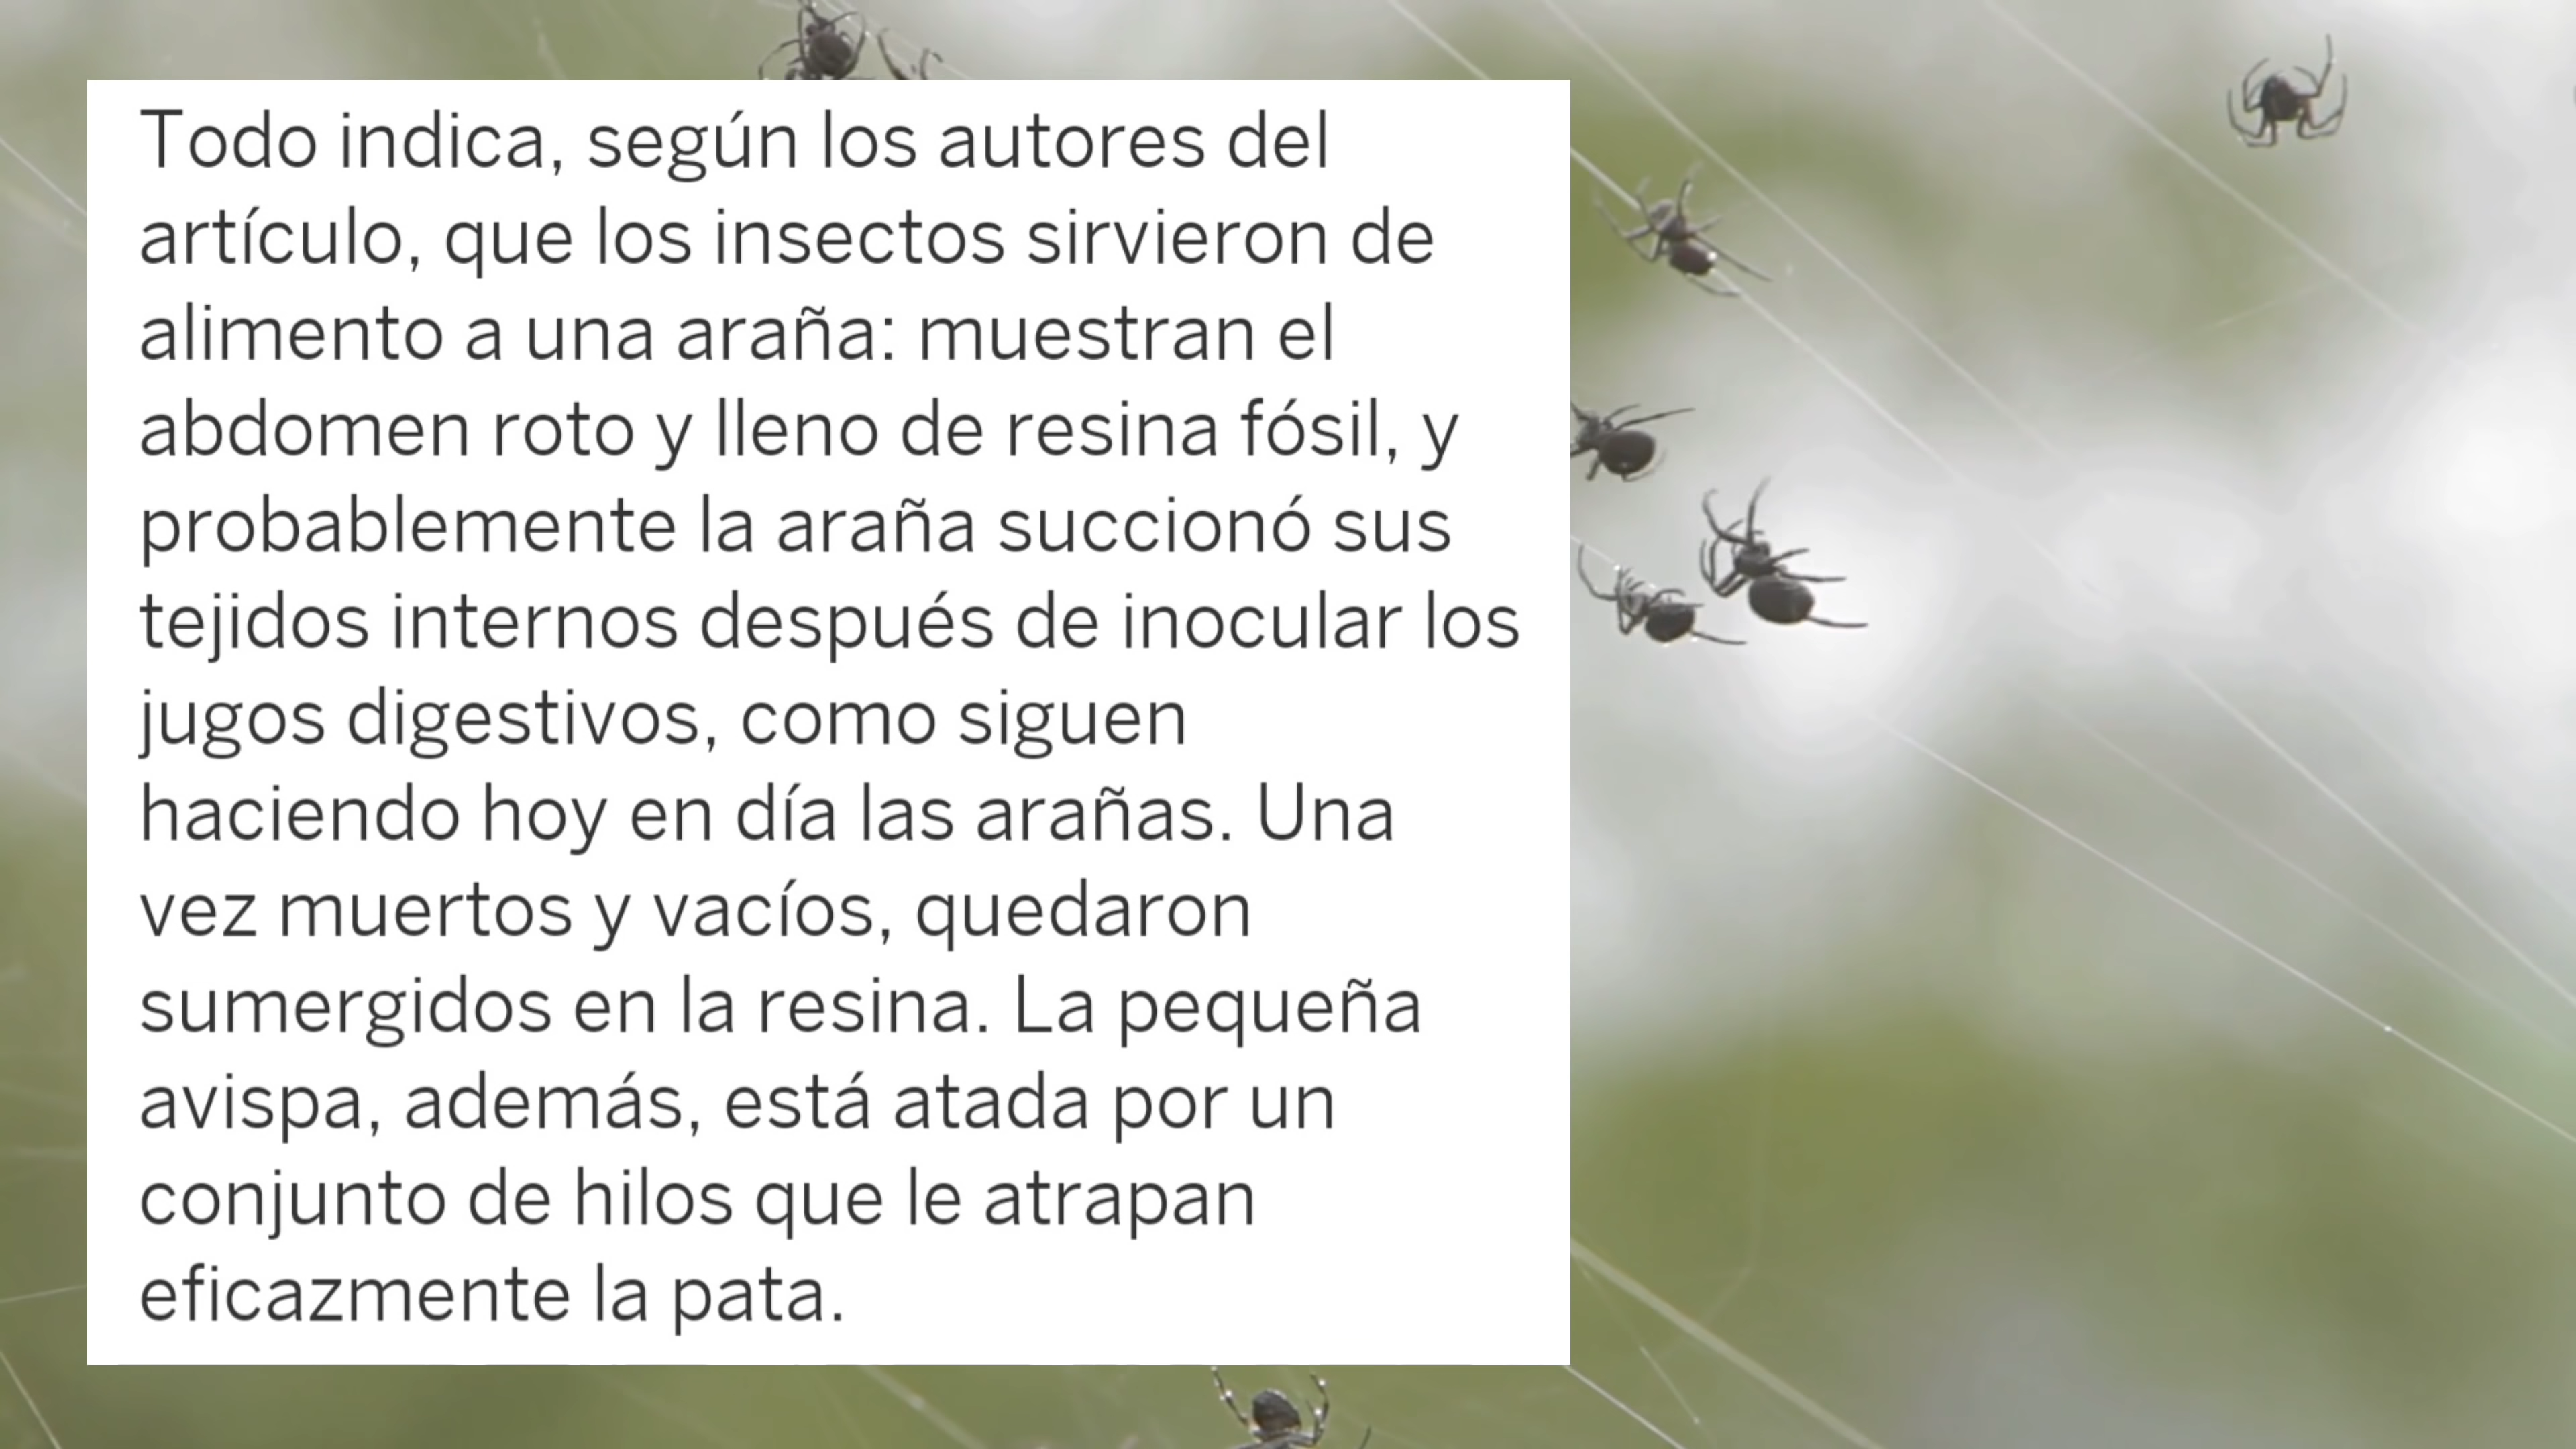 Todo indica, según los autores del
artículo, que los insectos sirvieron de
alimento a una araña: muestran el
abdomen roto y lleno de resina fósil, y
probablemente la araña succionó sus
tejidos internos después de inocular los
jugos digestivos, como siguen
haciendo hoy en día las arañas. Una
vez muertos y vacíos, quedaron
sumergidos en la resina. La pequeña
avispa, además, está atada por un
conjunto de hilos que le atrapan
eficazmente la pata.